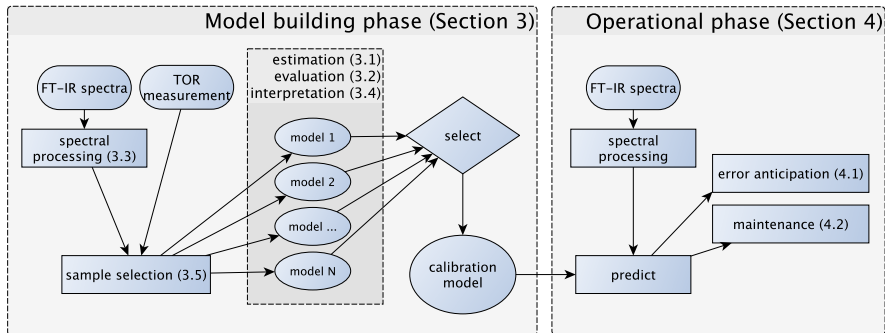 Model building phase (Section 3)
estimation (3.1)
evaluation (3.2)
interpretation (3.4)
FT-IR spectra
TOR
measurement
spectral
processing (3.3)
model 1
model 2
model ...
model N
select
sample selection (3.5)
calibration
model
Operational phase (Section 4)
FT-IR spectra
spectral
processing
error anticipation (4.1)
maintenance (4.2)
predict